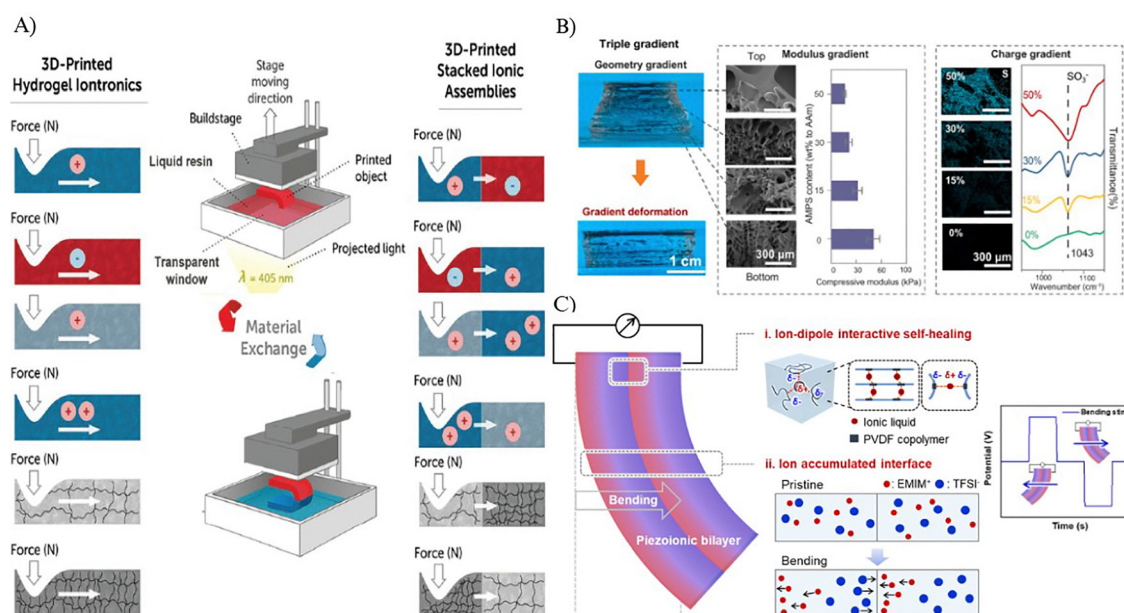 A)
3D-Printed
Hydrogel Iontronics
Force (N)
+
Force (N)
-
Force (N)
+
Force (N)
+ +
Force (N)
Force (N)
Stage
moving
direction
Buildstage
Liquid resin
Printed
object
Transparent
window
Projected light
λ = 405 nm
Material
Exchange
3D-Printed
Stacked Ionic
Assemblies
Force (N)
+ -
Force (N)
- +
Force (N)
+ + +
Force (N)
+ + +
Force (N)
Force (N)
B)
Triple gradient
Geometry gradient
Gradient deformation
1 cm
Modulus gradient
Top
300 μm
Bottom
AMPS content (wt% to AAm)
50
30
15
0
0 30 60 100
Compressive modulus (kPa)
Charge gradient
50% S
30%
15%
0%
300 μm
SO₃⁻
50%
30%
15%
0%
1043
1000 1100
Wavenumber (cm⁻¹)
Transmittance(%)
C)
Bending
Piezoionic bilayer
i. Ion-dipole interactive self-healing
δ-
δ+
δ-
δ- δ+ δ-
Ionic liquid
PVDF copolymer
ii. Ion accumulated interface
Pristine
: EMIM⁺ : TFSI⁻
Bending
Potential (V)
Bending stim
Time (s)